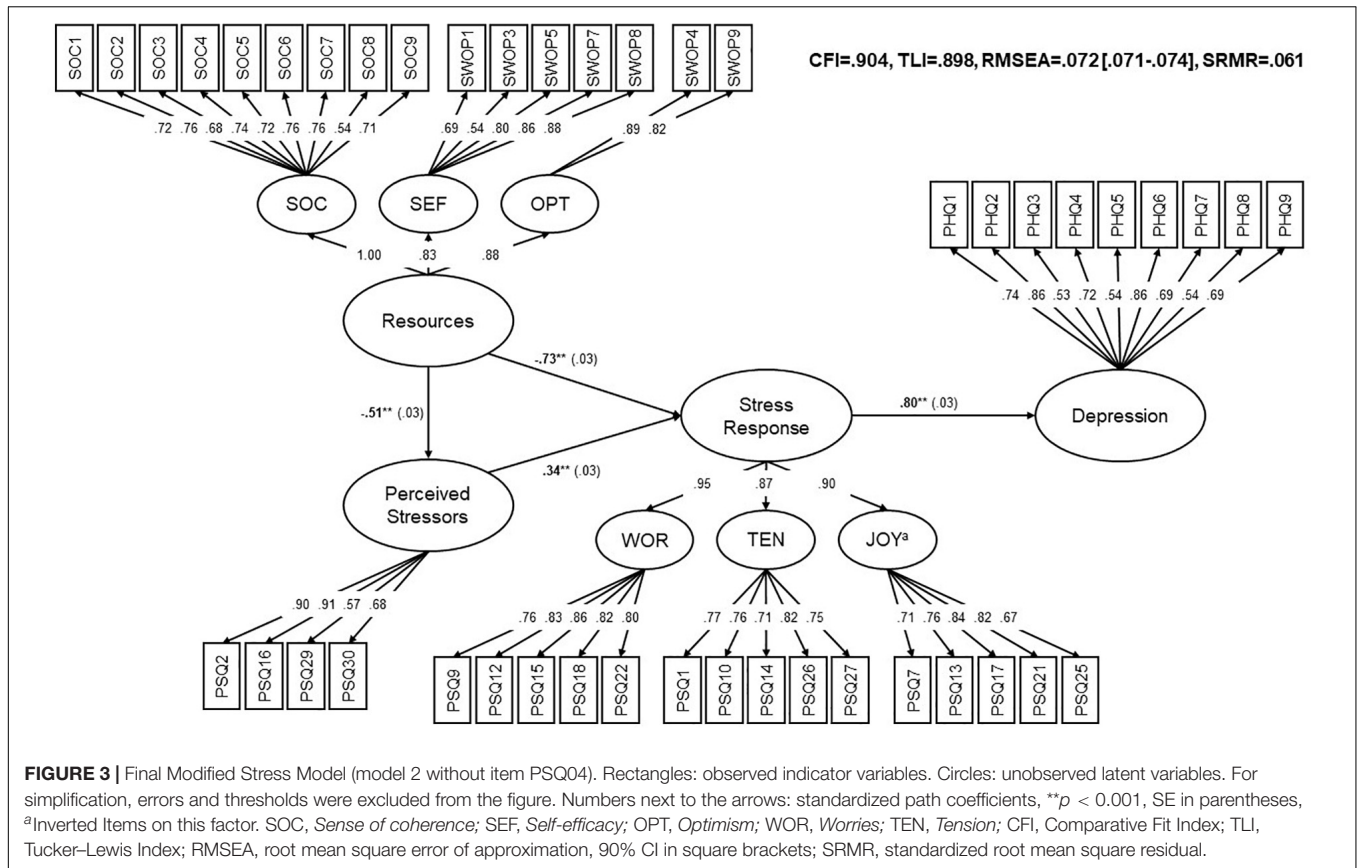 SOC1 SOC2 SOC3 SOC4 SOC5 SOC6 SOC7 SOC8 SOC9 SWOP1 SWOP3 SWOP5 SWOP7 SWOP8 SWOP4 SWOP9
CFI=.904, TLI=.898, RMSEA=.072 [.071-.074], SRMR=.061
.72 .76 .68 .74 .72 .76 .76 .54 .71 .69 .54 .80 .86 .88 .89 .82
SOC SEF OPT
1.00 .83 .88
PHQ1 PHQ2 PHQ3 PHQ4 PHQ5 PHQ6 PHQ7 PHQ8 PHQ9
.74 .86 .53 .72 .54 .86 .69 .54 .69
Resources
-.73** (.03)
-.51** (.03)
Stress
Response
.80** (.03)
Depression
.34** (.03)
Perceived
Stressors
.95 .87 .90
WOR TEN JOYa
.90 .91 .57 .68
.76 .83 .86 .82 .80 .77 .76 .71 .82 .75 .71 .76 .84 .82 .67
PSQ2 PSQ16 PSQ29 PSQ30
PSQ9 PSQ12 PSQ15 PSQ18 PSQ22 PSQ1 PSQ10 PSQ14 PSQ26 PSQ27 PSQ7 PSQ13 PSQ17 PSQ21 PSQ25
FIGURE 3 | Final Modified Stress Model (model 2 without item PSQ04). Rectangles: observed indicator variables. Circles: unobserved latent variables. For
simplification, errors and thresholds were excluded from the figure. Numbers next to the arrows: standardized path coefficients, **p < 0.001, SE in parentheses,
aInverted Items on this factor. SOC, Sense of coherence; SEF, Self-efficacy; OPT, Optimism; WOR, Worries; TEN, Tension; CFI, Comparative Fit Index; TLI,
Tucker–Lewis Index; RMSEA, root mean square error of approximation, 90% CI in square brackets; SRMR, standardized root mean square residual.